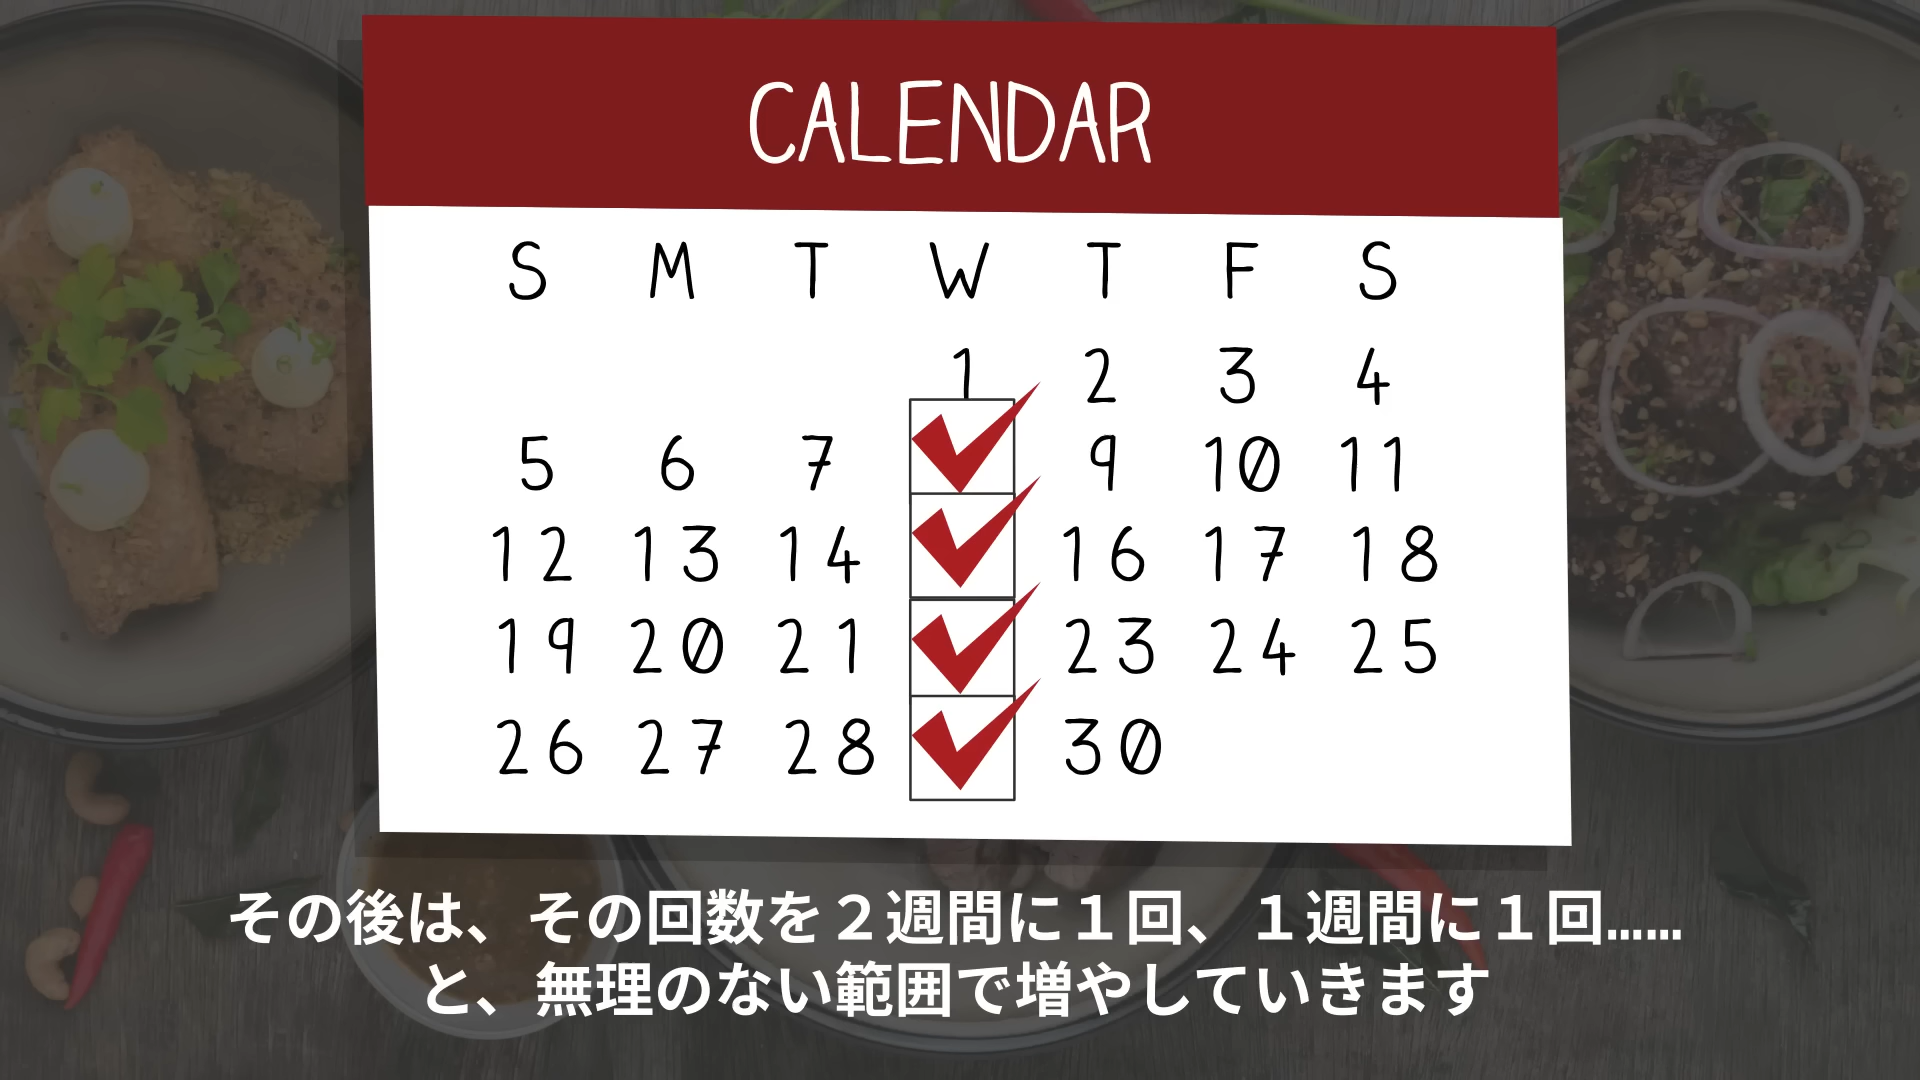 CALENDAR
S M T W T F S
1 2 3 4
5 6 7 9 10 11
12 13 14 16 17 18
19 20 21 23 24 25
26 27 28 30
その後は、その回数を２週間に１回、１週間に１回……
と、無理のない範囲で増やしていきます